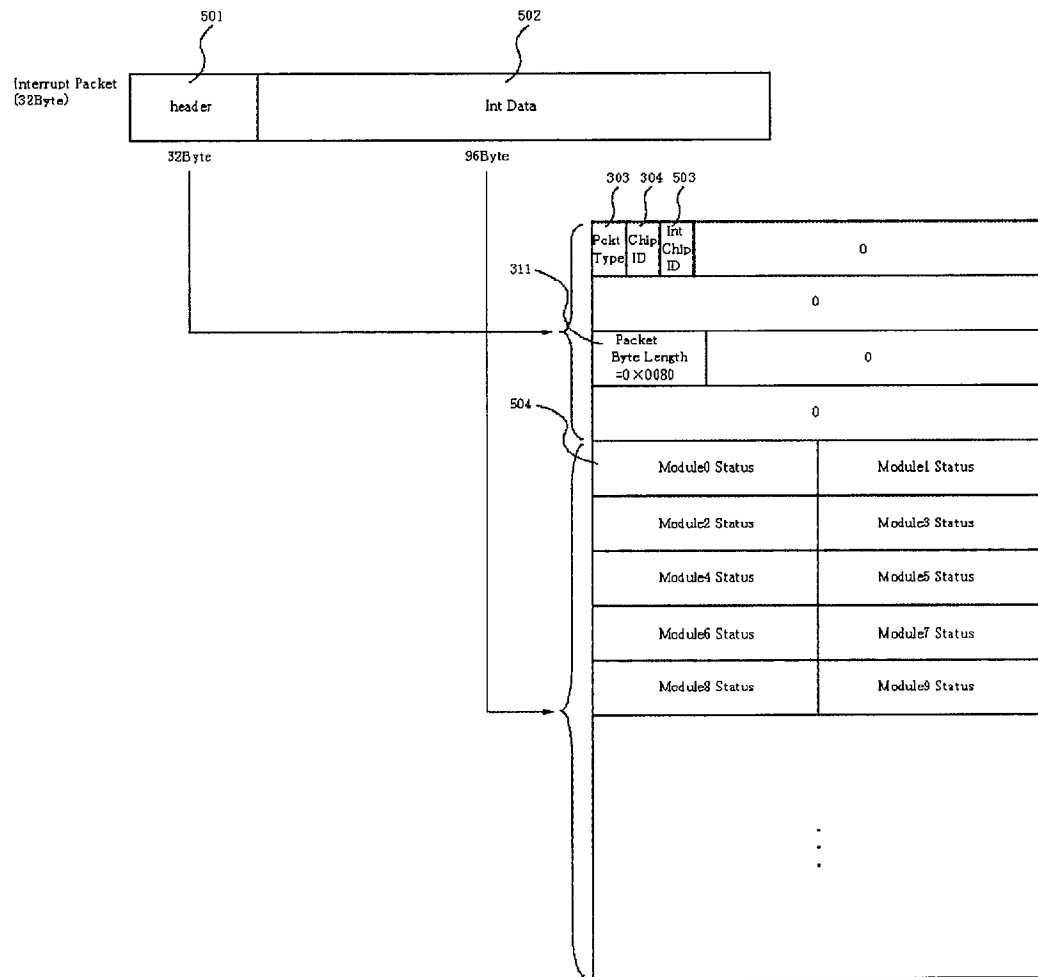 501
502
Interrupt Packet
(32Byte)
header
Int Data
32Byte
96Byte
303
304
503
Pckt
Type
Chip
ID
Int
Chip
ID
0
311
0
Packet
Byte Length
=0×0080
0
504
0
Module0 Status
Module1 Status
Module2 Status
Module3 Status
Module4 Status
Module5 Status
Module6 Status
Module7 Status
Module8 Status
Module9 Status